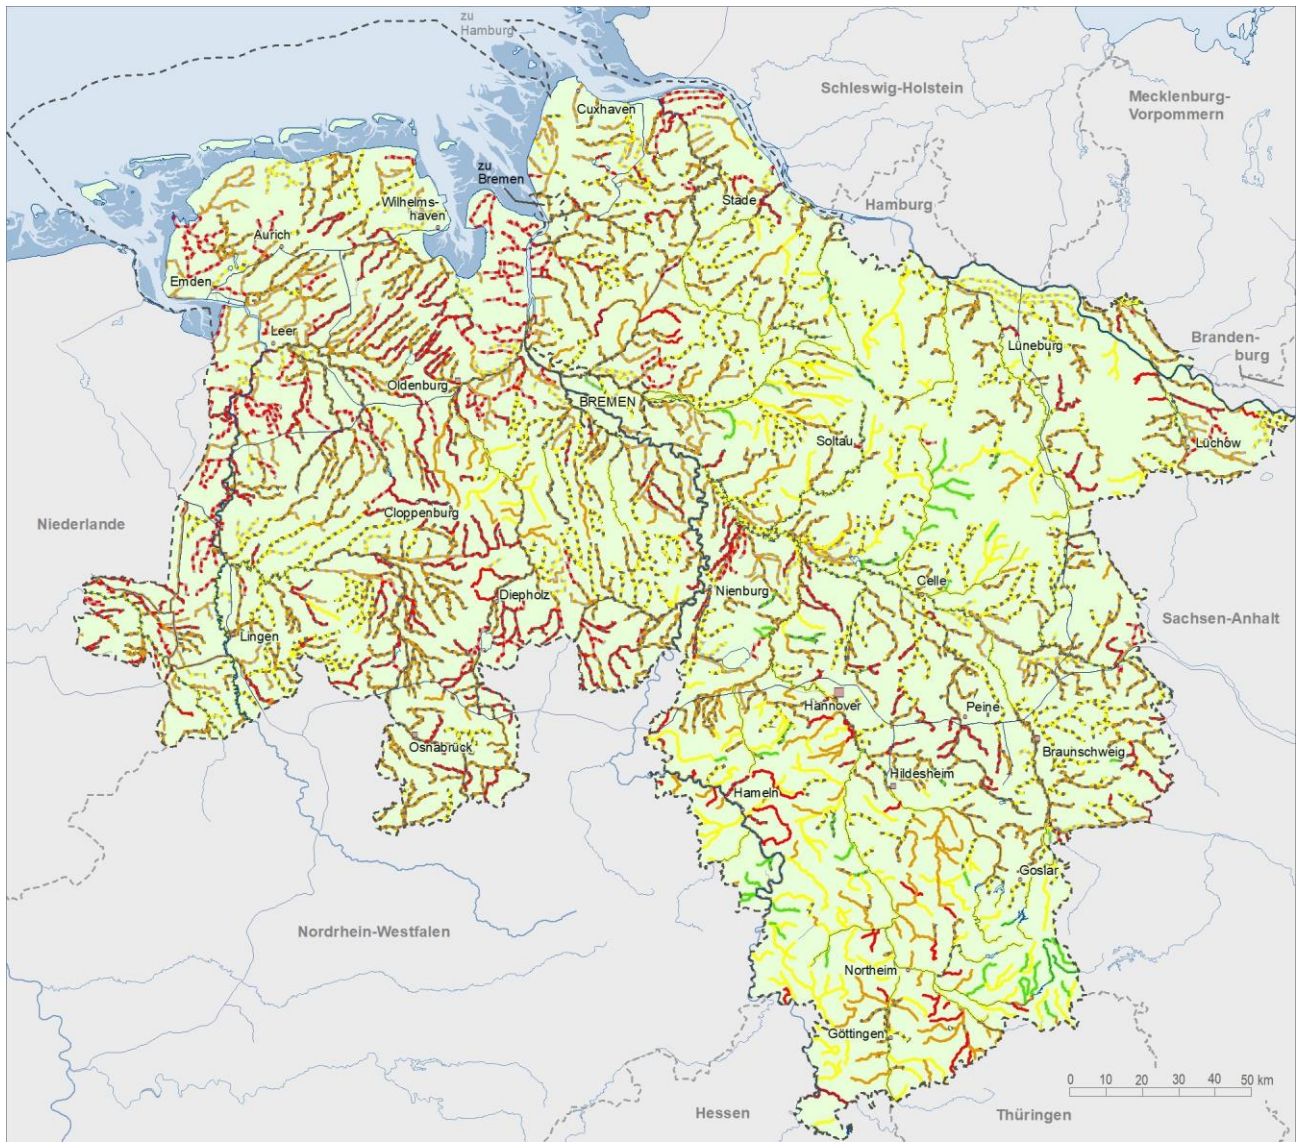 zu
Hamburg
Schleswig-Holstein
Mecklenburg-
Vorpommern
Cuxhaven
zu
Bremen
Wilhelms-
haven
Stade
Hamburg
Aurich
Emden
Leer
Lüneburg
Branden-
burg
Oldenburg
BREMEN
Soltau
Lüchow
Niederlande
Cloppenburg
Celle
Diepholz
Nienburg
Sachsen-Anhalt
Lingen
Hannover
Peine
Osnabrück
Braunschweig
Hildesheim
Hameln
Goslar
Nordrhein-Westfalen
Northeim
Göttingen
0 10 20 30 40 50 km
Hessen
Thüringen